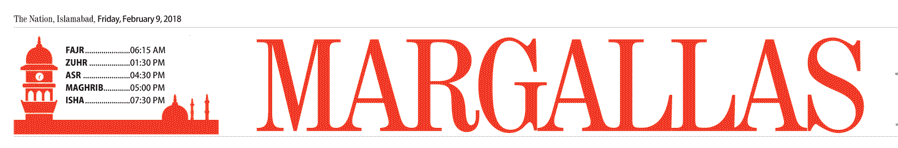 The Nation, Islamabad, Friday, February 9, 2018
FAJR......................06:15 AM
ZUHR ....................01:30 PM
ASR .......................04:30 PM
MAGHRIB.............05:00 PM
ISHA......................07:30 PM
MARGALLAS